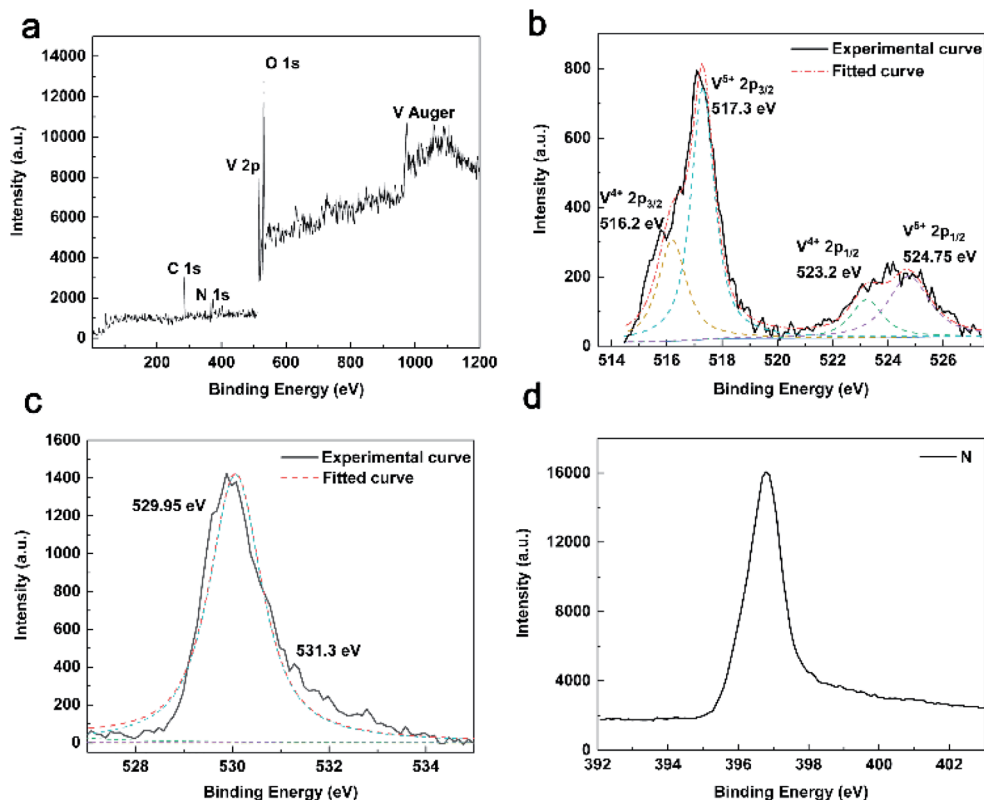 a
14000
12000
10000
8000
6000
4000
2000
0
Intensity (a.u.)
O 1s
V Auger
V 2p
C 1s
N 1s
200 400 600 800 1000 1200
Binding Energy (eV)
b
800
600
400
200
0
Intensity (a.u.)
Experimental curve
Fitted curve
V⁵⁺ 2p₃/₂
517.3 eV
V⁴⁺ 2p₃/₂
516.2 eV
V⁴⁺ 2p₁/₂
523.2 eV
V⁵⁺ 2p₁/₂
524.75 eV
514 516 518 520 522 524 526
Binding Energy (eV)
c
1600
1400
1200
1000
800
600
400
200
0
Intensity (a.u.)
Experimental curve
Fitted curve
529.95 eV
531.3 eV
528 530 532 534
Binding Energy (eV)
d
16000
12000
8000
4000
0
Intensity (a.u.)
N
392 394 396 398 400 402
Binding Energy (eV)